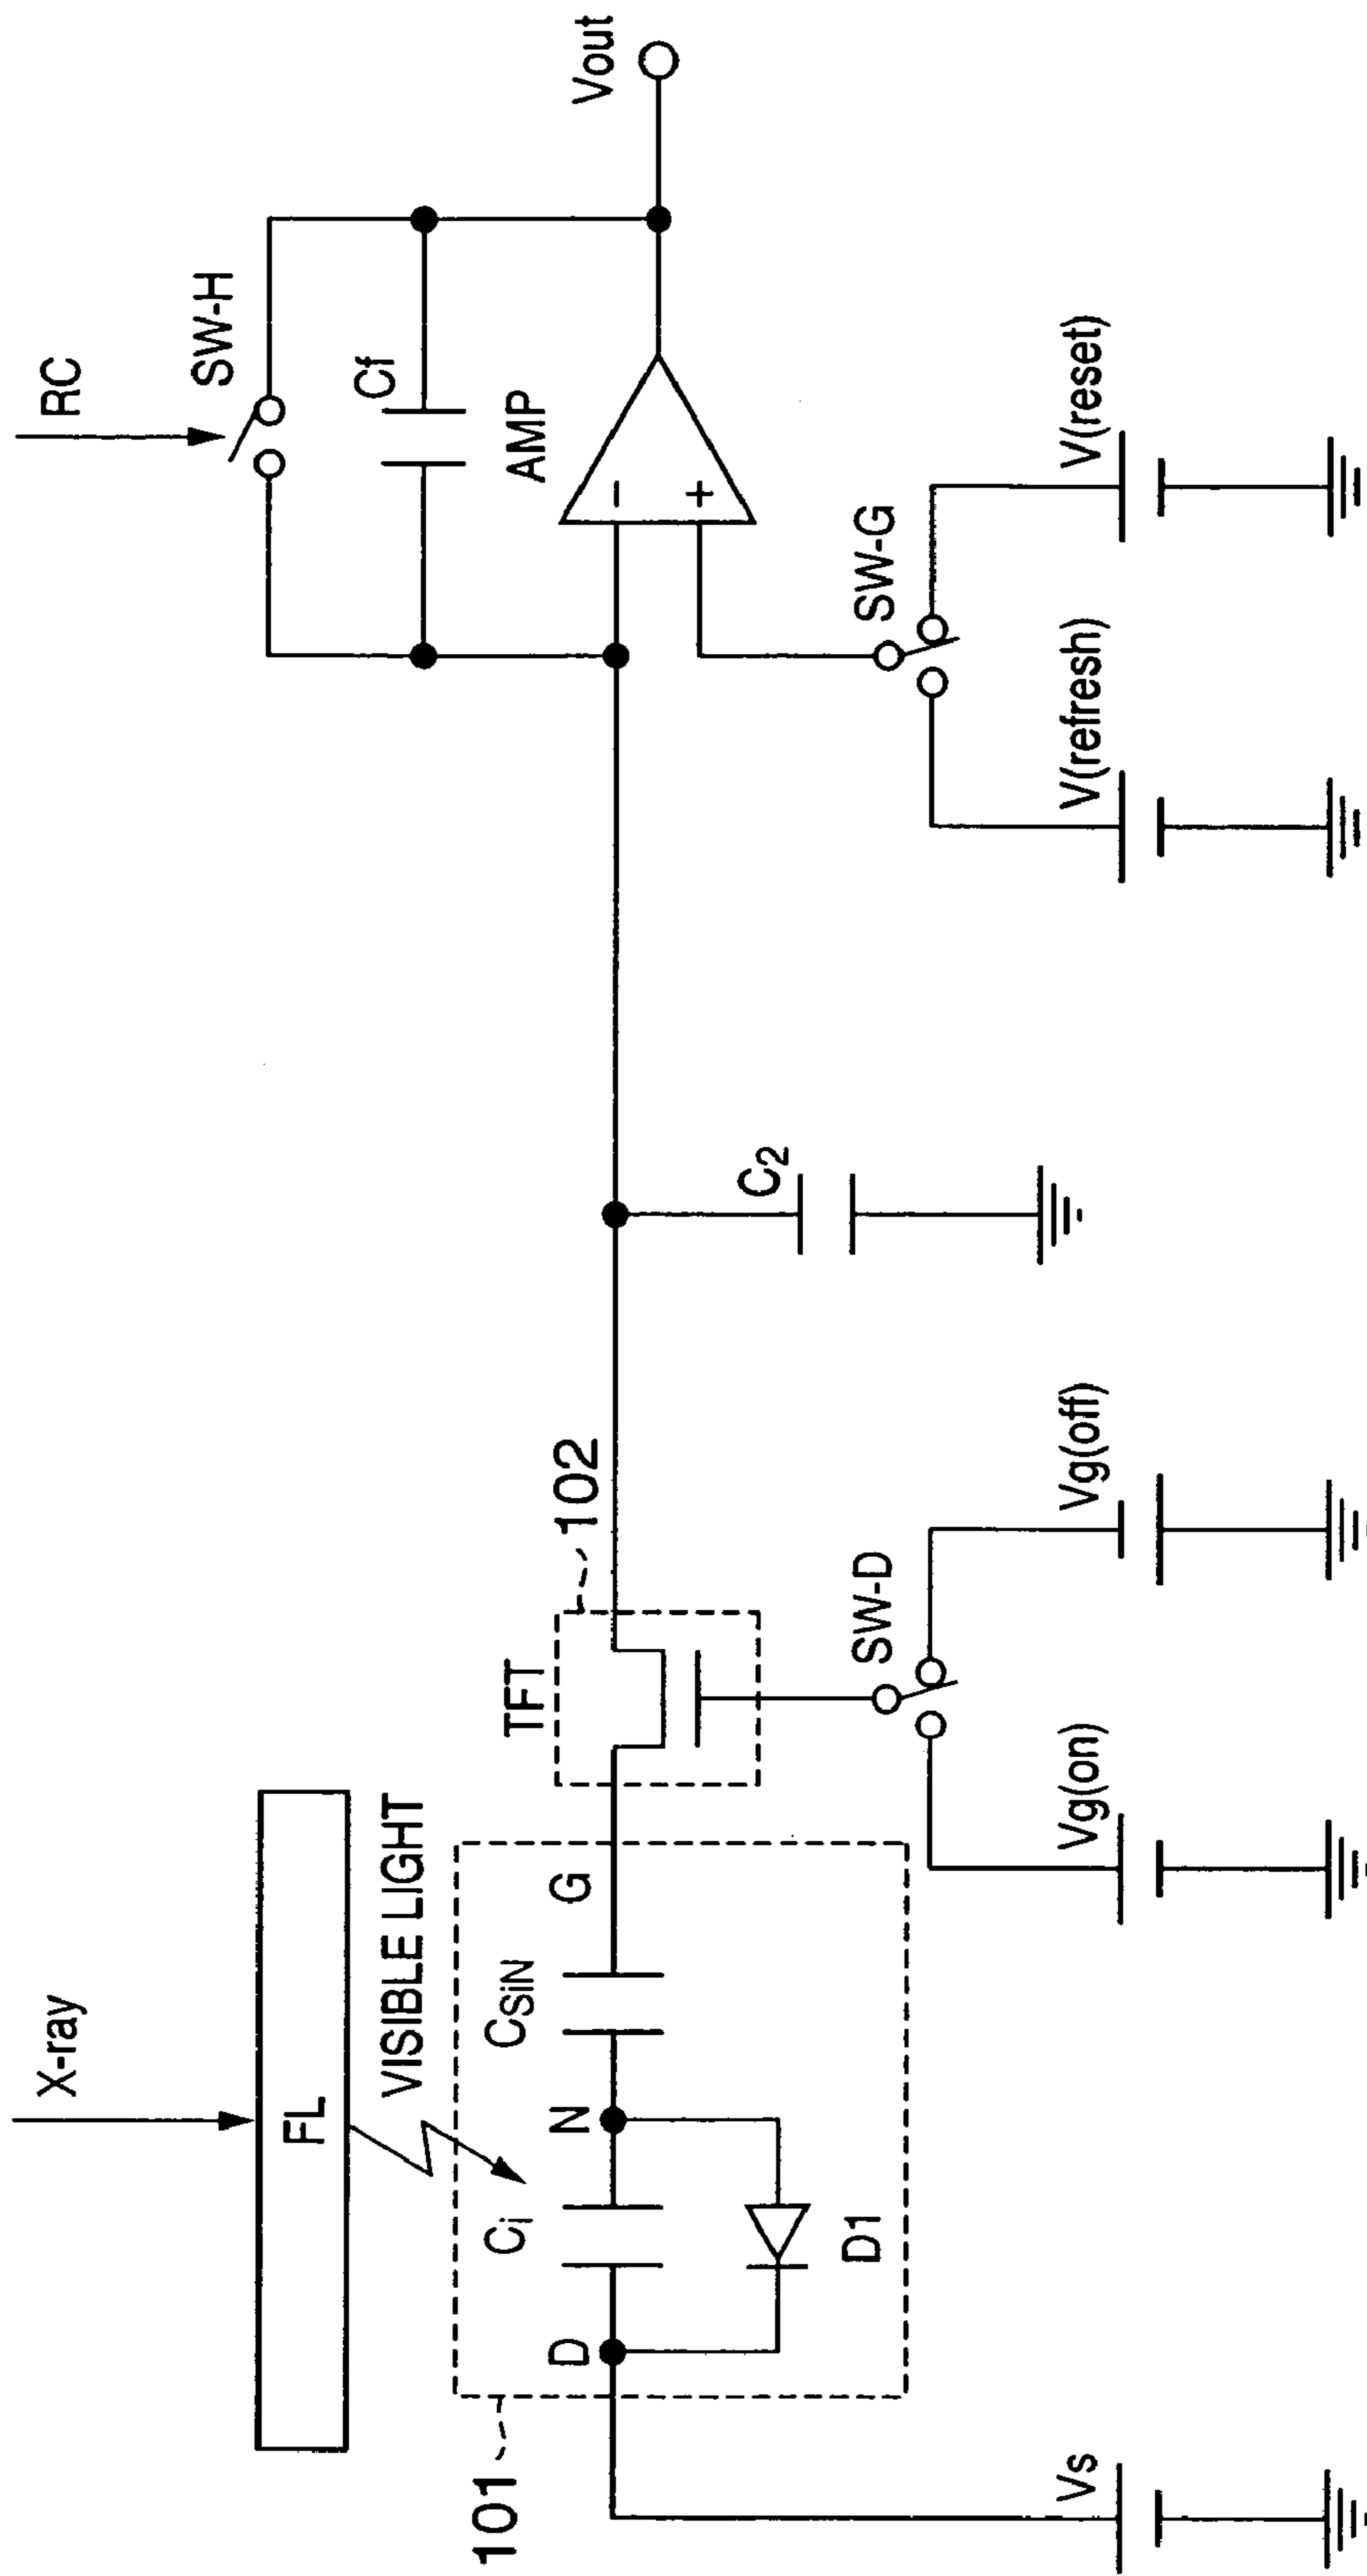 X-ray
RC
FL
SW-H
VISIBLE LIGHT
Cf
101
D
Ci
N
CSiN
G
TFT
102
AMP
Vout
−
+
D1
C2
SW-D
SW-G
Vs
Vg(on)
Vg(off)
V(refresh)
V(reset)